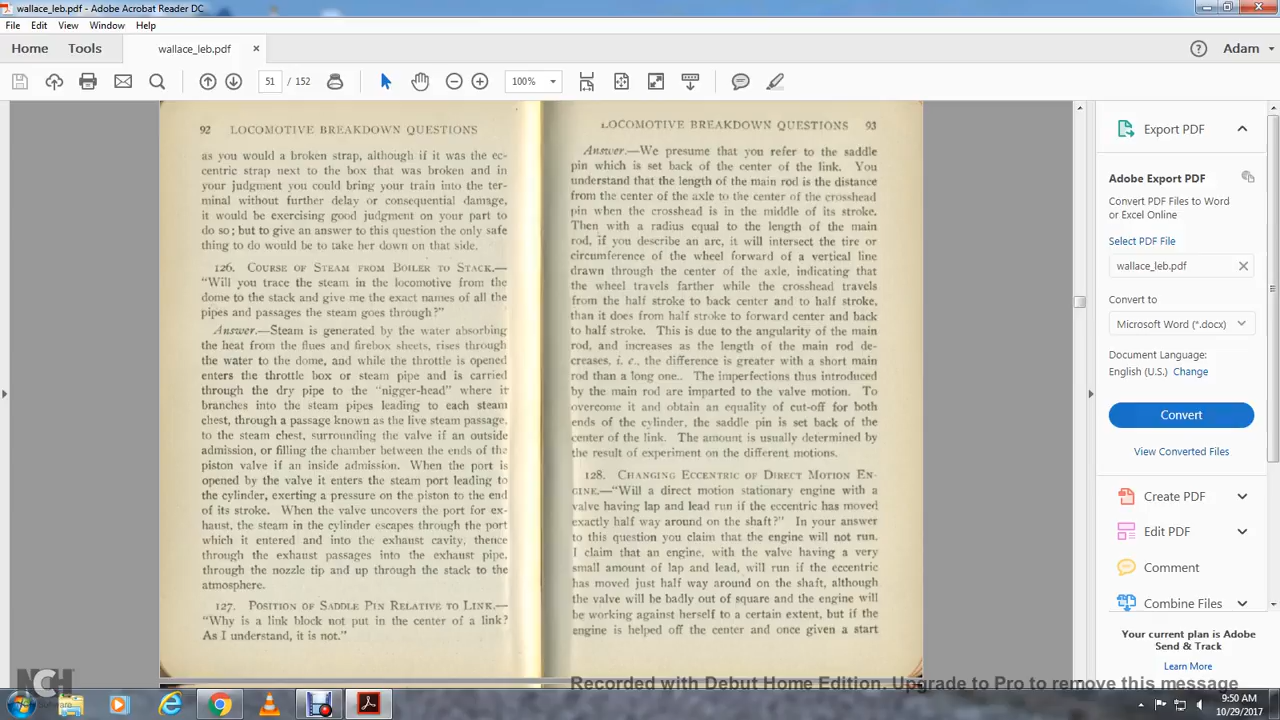 wallace_leb.pdf - Adobe Acrobat Reader DC
File Edit View Window Help
Home Tools wallace_leb.pdf × Adam
51 / 152 100%
92 LOCOMOTIVE BREAKDOWN QUESTIONS
as you would a broken strap, although if it was the ec-
centric strap next to the box that was broken and in
your judgment you could bring your train into the ter-
minal without further delay or consequential damage,
it would be exercising good judgment on your part to
do so; but to give an answer to this question the only safe
thing to do would be to take her down on that side.
126. COURSE OF STEAM FROM BOILER TO STACK.—
"Will you trace the steam in the locomotive from the
dome to the stack and give me the exact names of all the
pipes and passages the steam goes through?"
Answer.—Steam is generated by the water absorbing
the heat from the flues and firebox sheets, rises through
the water to the dome, and while the throttle is opened
enters the throttle box or steam pipe and is carried
through the dry pipe to the "nigger-head" where it
branches into the steam pipes leading to each steam
chest, through a passage known as the live steam passage,
to the steam chest, surrounding the valve if an outside
admission, or filling the chamber between the ends of the
piston valve if an inside admission. When the port is
opened by the valve it enters the steam port leading to
the cylinder, exerting a pressure on the piston to the end
of its stroke. When the valve uncovers the port for ex-
haust, the steam in the cylinder escapes through the port
which it entered and into the exhaust cavity, thence
through the exhaust passages into the exhaust pipe,
through the nozzle tip and up through the stack to the
atmosphere.
127. POSITION OF SADDLE PIN RELATIVE TO LINK.—
"Why is a link block not put in the center of a link?
As I understand, it is not."
LOCOMOTIVE BREAKDOWN QUESTIONS 93
Answer.—We presume that you refer to the saddle
pin which is set back of the center of the link. You
understand that the length of the main rod is the distance
from the center of the axle to the center of the crosshead
pin when the crosshead is in the middle of its stroke.
Then with a radius equal to the length of the main
rod, if you describe an arc, it will intersect the tire or
circumference of the wheel forward of a vertical line
drawn through the center of the axle, indicating that
the wheel travels farther while the crosshead travels
from the half stroke to back center and to half stroke,
than it does from half stroke to forward center and back
to half stroke. This is due to the angularity of the main
rod, and increases as the length of the main rod de-
creases, i. e., the difference is greater with a short main
rod than a long one.. The imperfections thus introduced
by the main rod are imparted to the valve motion. To
overcome it and obtain an equality of cut-off for both
ends of the cylinder, the saddle pin is set back of the
center of the link. The amount is usually determined by
the result of experiment on the different motions.
128. CHANGING ECCENTRIC OF DIRECT MOTION EN-
GINE.—"Will a direct motion stationary engine with a
valve having lap and lead run if the eccentric has moved
exactly half way around on the shaft?" In your answer
to this question you claim that the engine will not run.
I claim that an engine, with the valve having a very
small amount of lap and lead, will run if the eccentric
has moved just half way around on the shaft, although
the valve will be badly out of square and the engine will
be working against herself to a certain extent, but if the
engine is helped off the center and once given a start
Export PDF
Adobe Export PDF
Convert PDF Files to Word
or Excel Online
Select PDF File
wallace_leb.pdf
Convert to
Microsoft Word (*.docx)
Document Language:
English (U.S.) Change
Convert
View Converted Files
Create PDF
Edit PDF
Comment
Combine Files
Your current plan is Adobe
Send & Track
Learn More
NCH
Software
Recorded with Debut Home Edition. Upgrade to Pro to remove this message
9:50 AM
10/29/2017